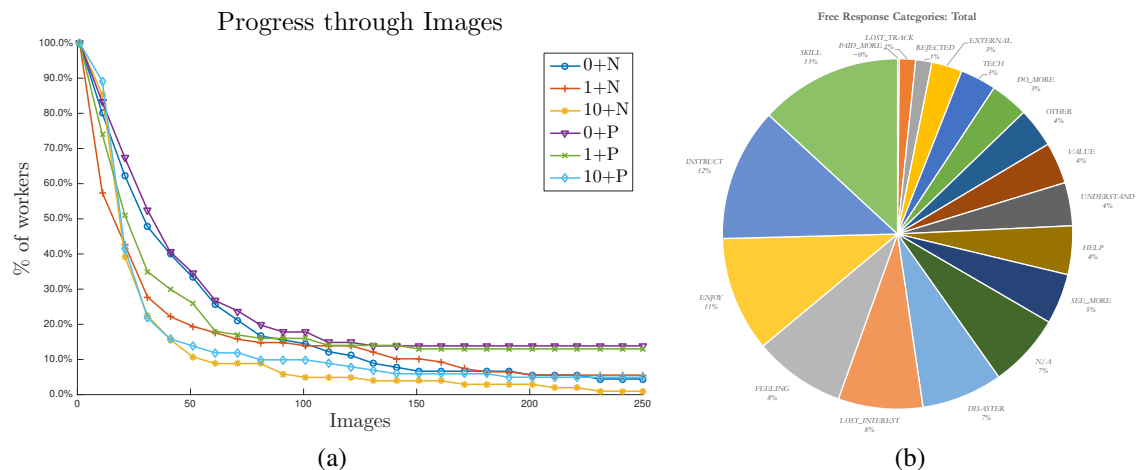 Progress through Images
100.0%
90.0%
80.0%
70.0%
60.0%
50.0%
40.0%
30.0%
20.0%
10.0%
0.0%
% of workers
0
50
100
150
200
250
Images
0+N
1+N
10+N
0+P
1+P
10+P
(a)
Free Response Categories: Total
LOST_TRACK
1%
PAID_MORE
~0%
REJECTED
1%
EXTERNAL
3%
TECH
3%
DO_MORE
3%
OTHER
4%
VALUE
4%
UNDERSTAND
4%
HELP
4%
SEE_MORE
5%
N/A
7%
DISASTER
7%
LOST_INTEREST
8%
FEELING
8%
ENJOY
11%
INSTRUCT
12%
SKILL
13%
(b)